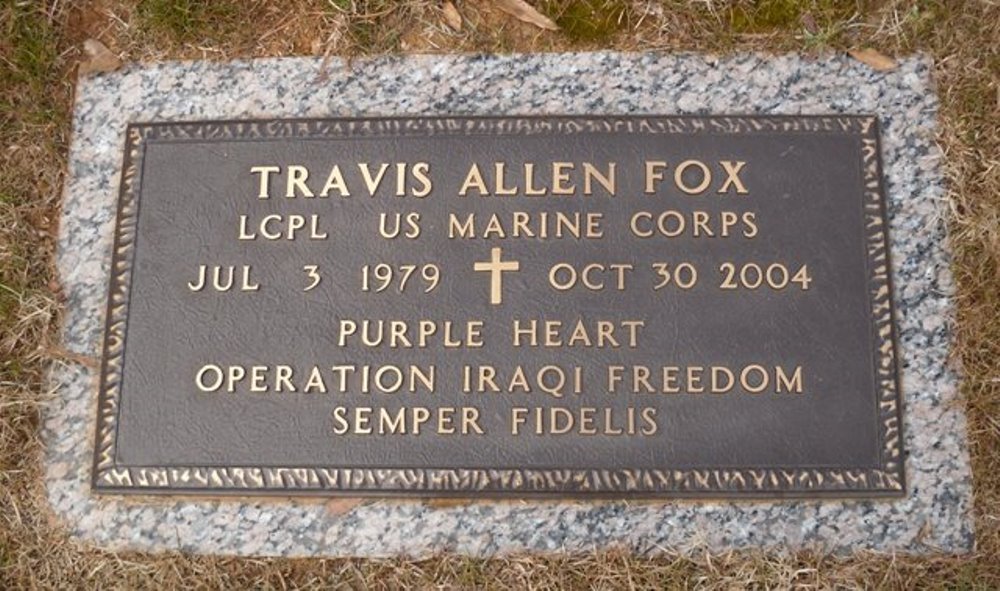 TRAVIS ALLEN FOX
LCPL US MARINE CORPS
JUL 3 1979 OCT 30 2004
PURPLE HEART
OPERATION IRAQI FREEDOM
SEMPER FIDELIS